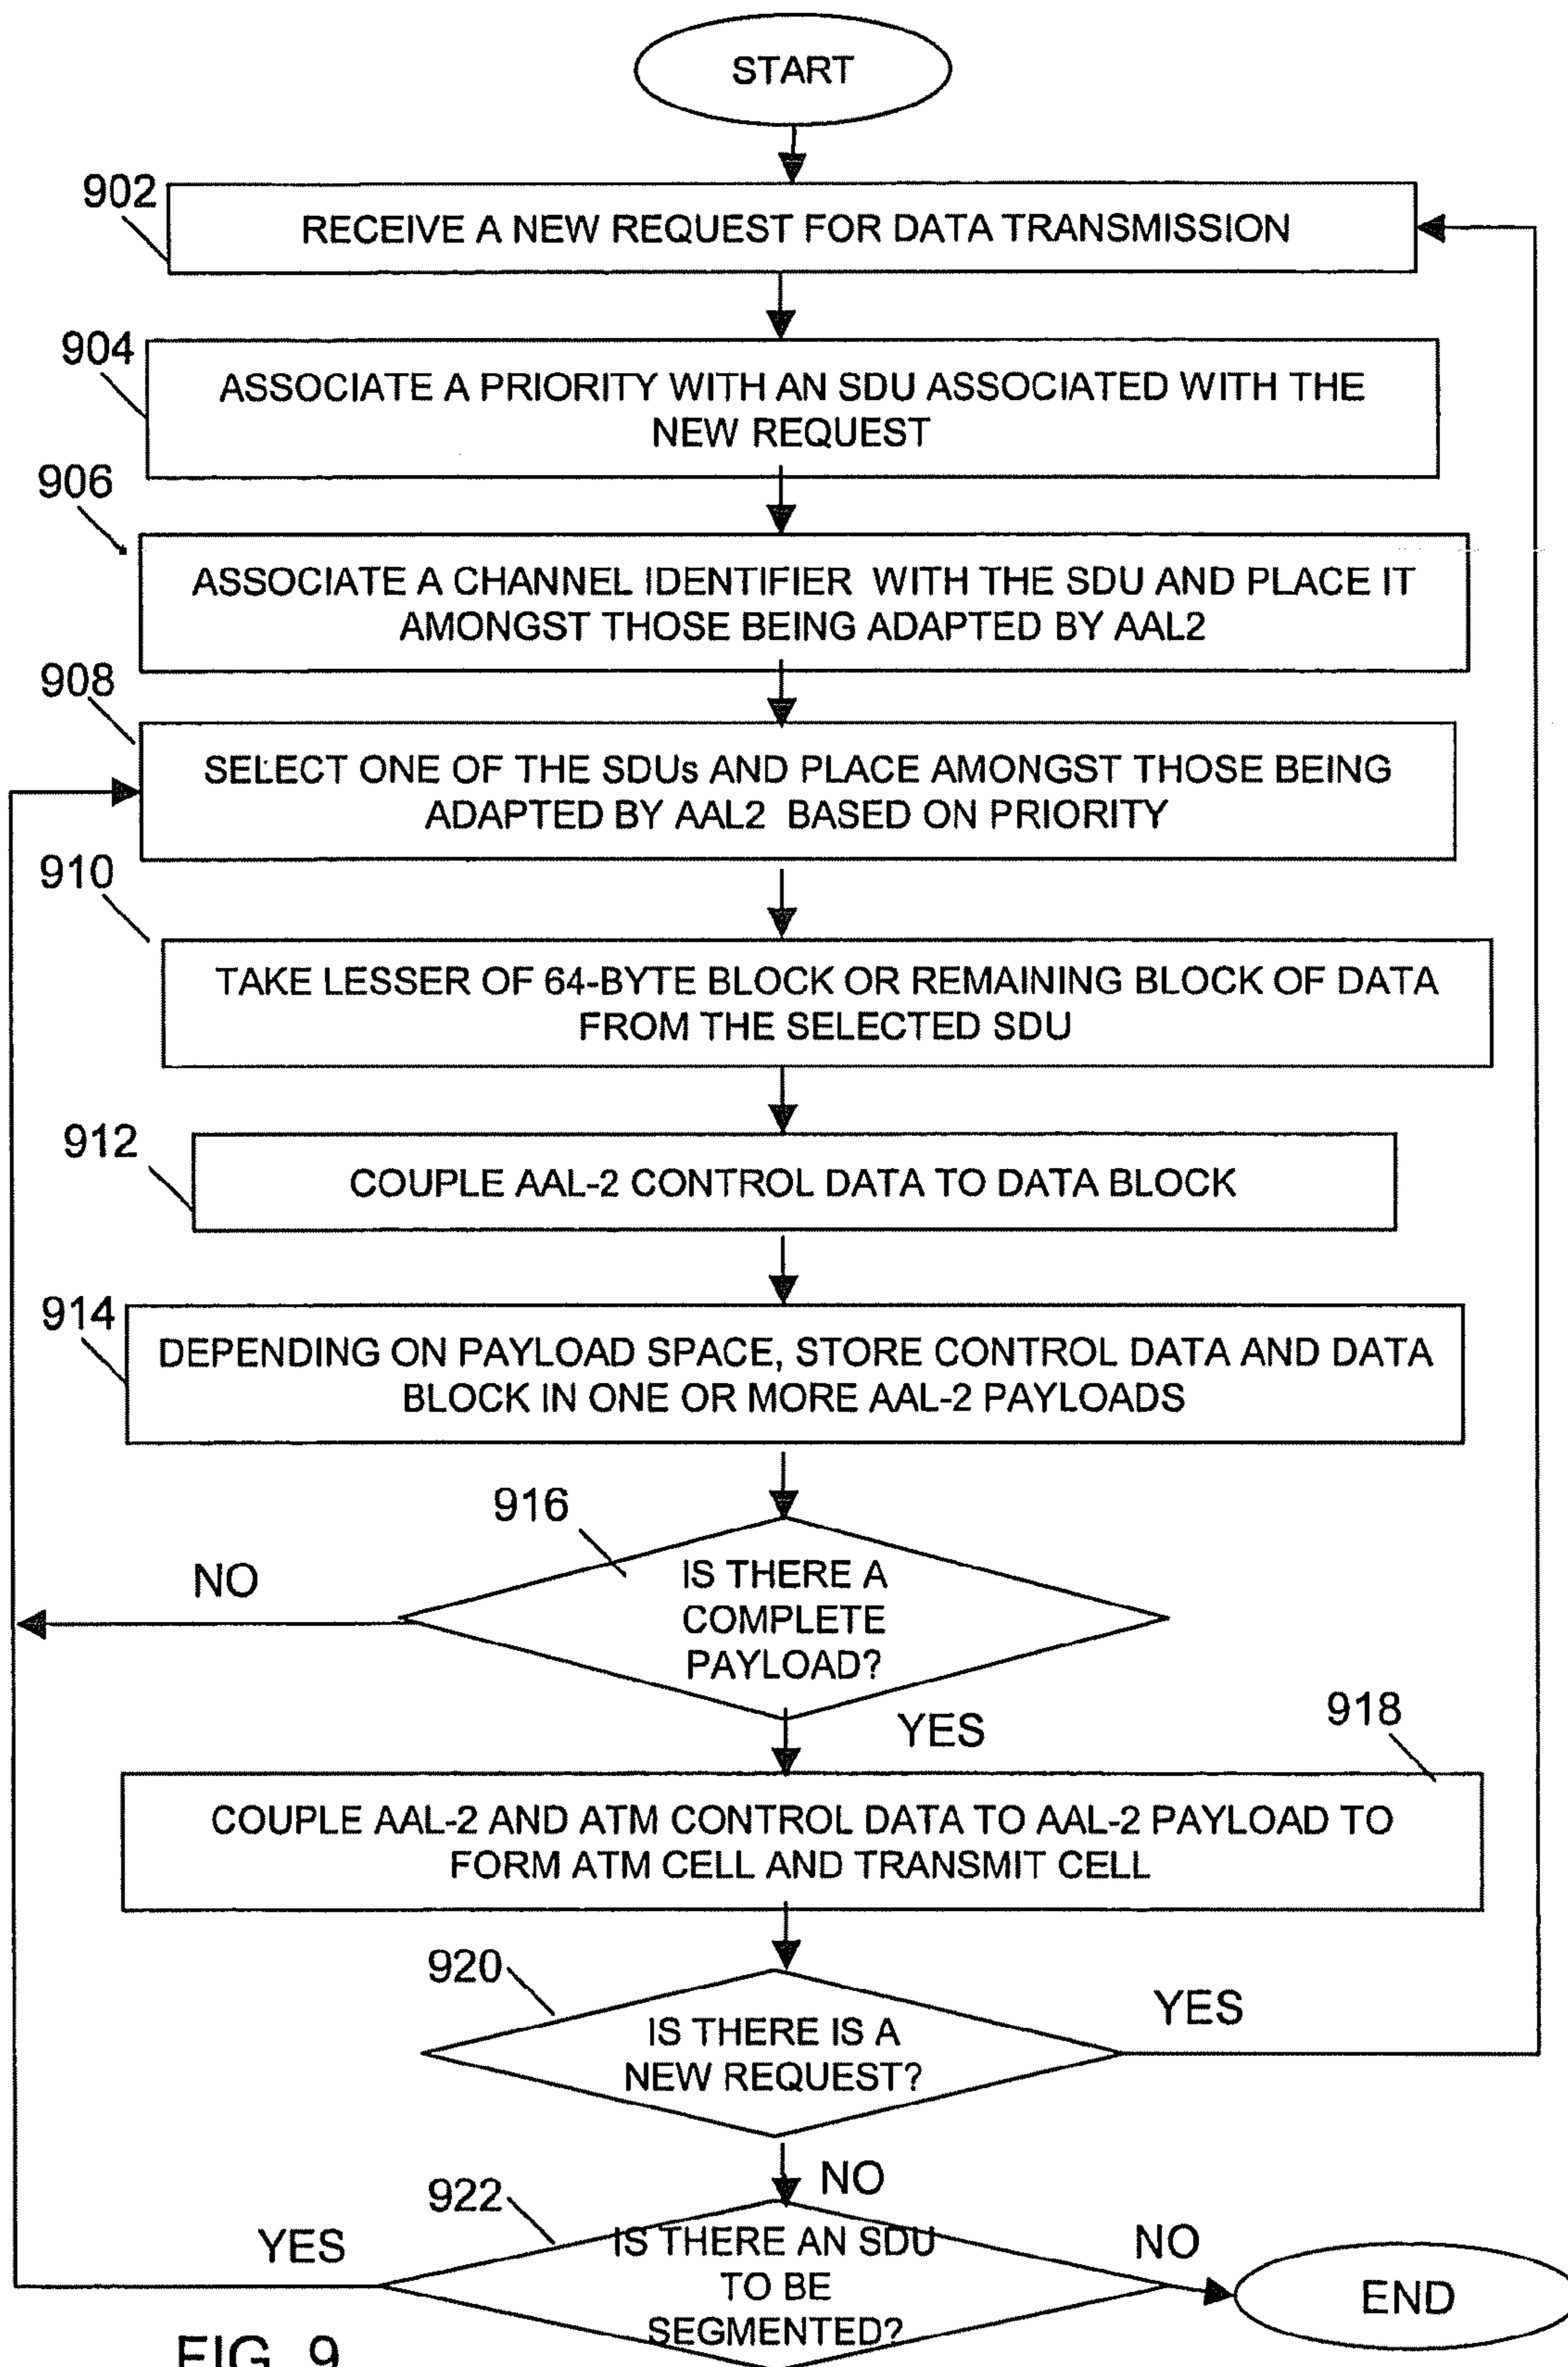 START
902
RECEIVE A NEW REQUEST FOR DATA TRANSMISSION
904
ASSOCIATE A PRIORITY WITH AN SDU ASSOCIATED WITH THE
NEW REQUEST
906
ASSOCIATE A CHANNEL IDENTIFIER WITH THE SDU AND PLACE IT
AMONGST THOSE BEING ADAPTED BY AAL2
908
SELECT ONE OF THE SDUs AND PLACE AMONGST THOSE BEING
ADAPTED BY AAL2 BASED ON PRIORITY
910
TAKE LESSER OF 64-BYTE BLOCK OR REMAINING BLOCK OF DATA
FROM THE SELECTED SDU
912
COUPLE AAL-2 CONTROL DATA TO DATA BLOCK
914
DEPENDING ON PAYLOAD SPACE, STORE CONTROL DATA AND DATA
BLOCK IN ONE OR MORE AAL-2 PAYLOADS
916
IS THERE A
COMPLETE
PAYLOAD?
NO
YES
918
COUPLE AAL-2 AND ATM CONTROL DATA TO AAL-2 PAYLOAD TO
FORM ATM CELL AND TRANSMIT CELL
920
IS THERE IS A
NEW REQUEST?
YES
NO
922
IS THERE AN SDU
TO BE
SEGMENTED?
YES
NO
END
FIG. 9